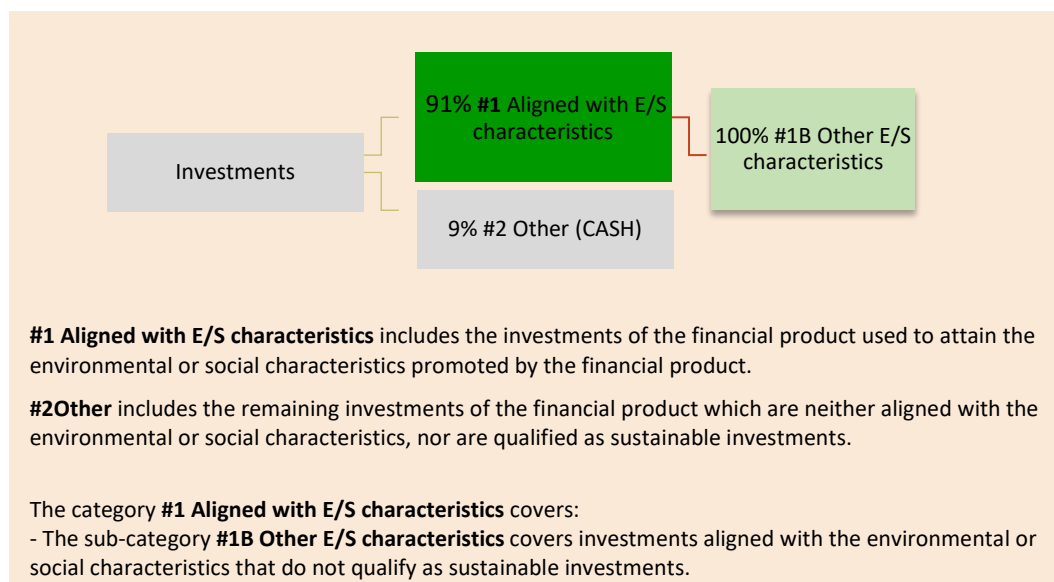 91% #1 Aligned with E/S
characteristics
100% #1B Other E/S
characteristics
Investments
9% #2 Other (CASH)
#1 Aligned with E/S characteristics includes the investments of the financial product used to attain the
environmental or social characteristics promoted by the financial product.
#2Other includes the remaining investments of the financial product which are neither aligned with the
environmental or social characteristics, nor are qualified as sustainable investments.
The category #1 Aligned with E/S characteristics covers:
- The sub-category #1B Other E/S characteristics covers investments aligned with the environmental or
social characteristics that do not qualify as sustainable investments.